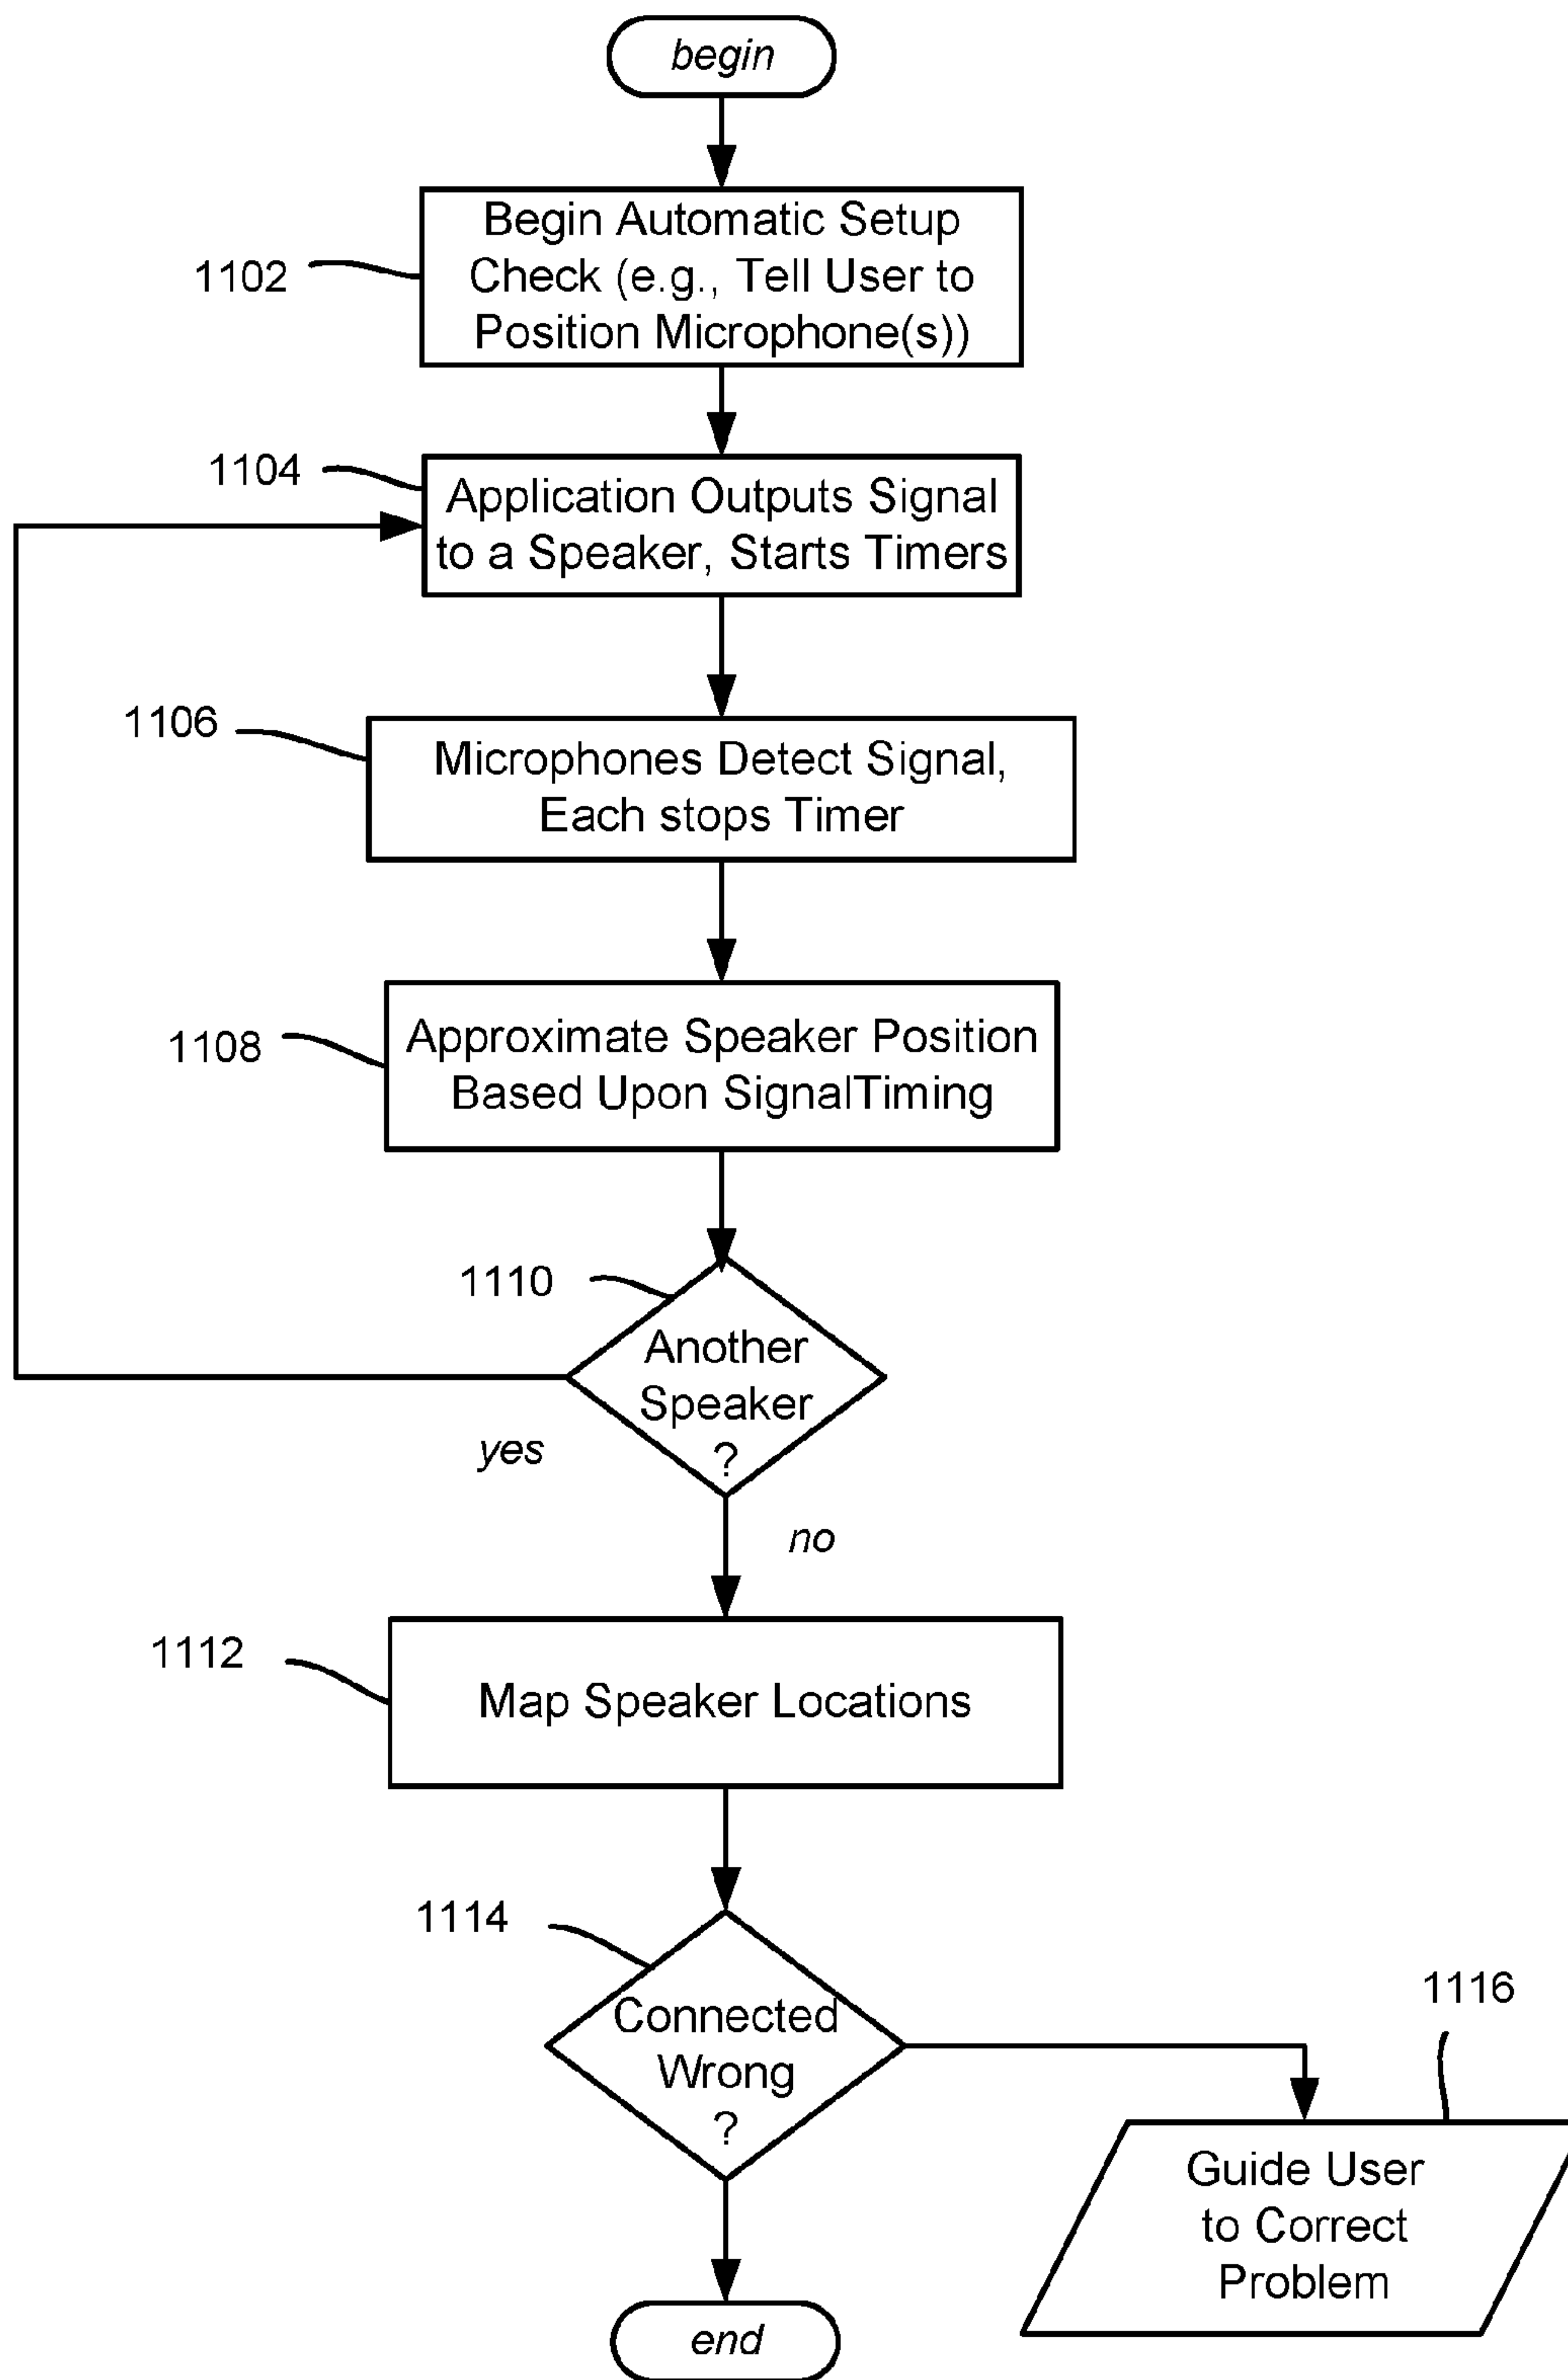 begin
Begin Automatic Setup
Check (e.g., Tell User to
Position Microphone(s))
1102
1104
Application Outputs Signal
to a Speaker, Starts Timers
1106
Microphones Detect Signal,
Each stops Timer
1108
Approximate Speaker Position
Based Upon SignalTiming
1110
Another
Speaker
?
yes
no
1112
Map Speaker Locations
1114
Connected
Wrong
?
1116
Guide User
to Correct
Problem
end